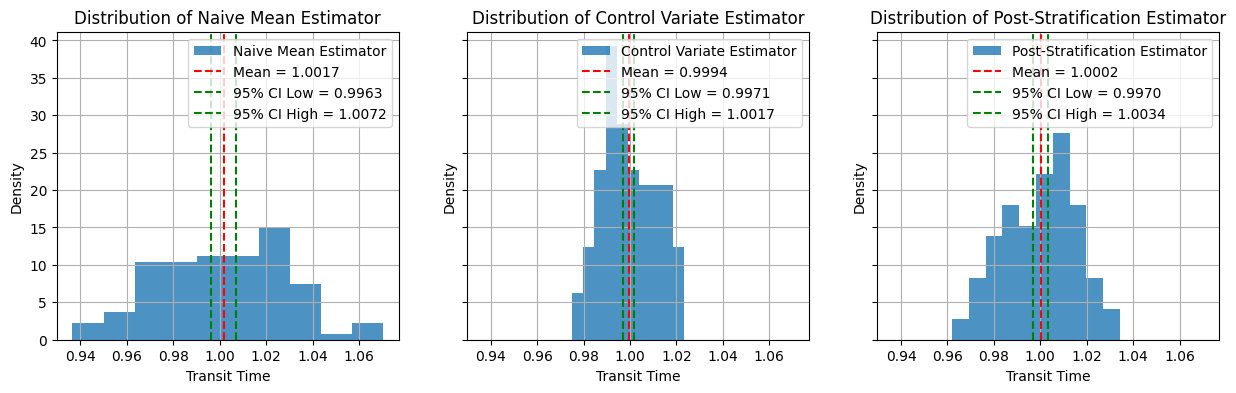 Distribution of Naive Mean Estimator
Naive Mean Estimator
Mean = 1.0017
95% CI Low = 0.9963
95% CI High = 1.0072
Density
40
35
30
25
20
15
10
5
0
0.94 0.96 0.98 1.00 1.02 1.04 1.06
Transit Time
Distribution of Control Variate Estimator
Control Variate Estimator
Mean = 0.9994
95% CI Low = 0.9971
95% CI High = 1.0017
Density
0.94 0.96 0.98 1.00 1.02 1.04 1.06
Transit Time
Distribution of Post-Stratification Estimator
Post-Stratification Estimator
Mean = 1.0002
95% CI Low = 0.9970
95% CI High = 1.0034
Density
0.94 0.96 0.98 1.00 1.02 1.04 1.06
Transit Time